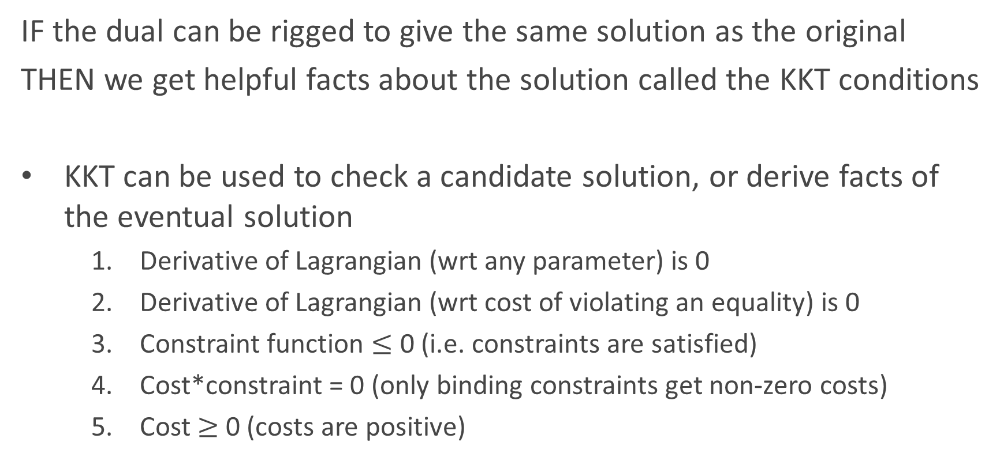 IF the dual can be rigged to give the same solution as the original
THEN we get helpful facts about the solution called the KKT conditions
• KKT can be used to check a candidate solution, or derive facts of
the eventual solution
1. Derivative of Lagrangian (wrt any parameter) is 0
2. Derivative of Lagrangian (wrt cost of violating an equality) is 0
3. Constraint function ≤ 0 (i.e. constraints are satisfied)
4. Cost*constraint = 0 (only binding constraints get non-zero costs)
5. Cost ≥ 0 (costs are positive)